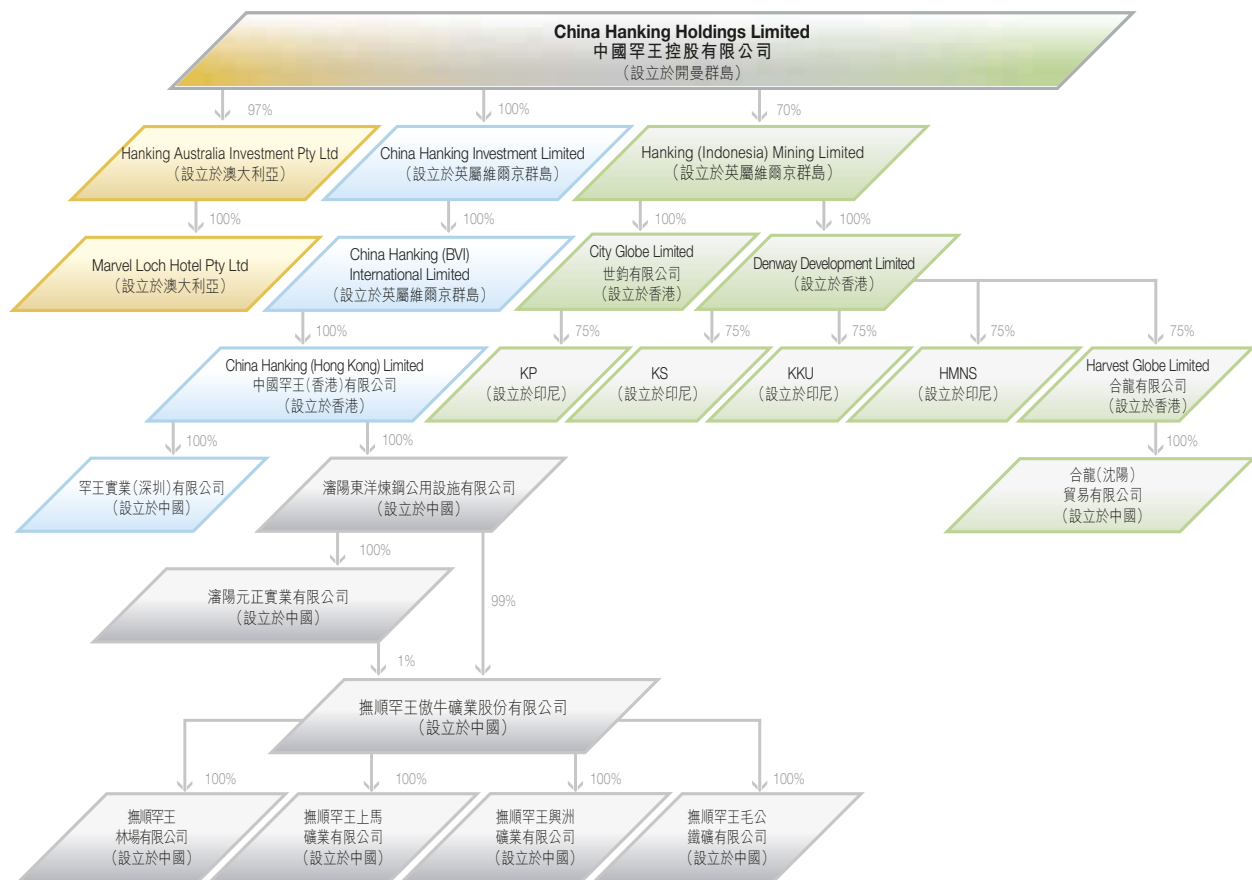 China Hanking Holdings Limited
中國罕王控股有限公司
（設立於開曼群島）
97%
100%
70%
Hanking Australia Investment Pty Ltd
（設立於澳大利亞）
China Hanking Investment Limited
（設立於英屬維爾京群島）
Hanking (Indonesia) Mining Limited
（設立於英屬維爾京群島）
100%
100%
100%
100%
Marvel Loch Hotel Pty Ltd
（設立於澳大利亞）
China Hanking (BVI)
International Limited
（設立於英屬維爾京群島）
City Globe Limited
世鈞有限公司
（設立於香港）
Denway Development Limited
（設立於香港）
100%
75%
75%
75%
75%
75%
China Hanking (Hong Kong) Limited
中國罕王（香港）有限公司
（設立於香港）
KP
（設立於印尼）
KS
（設立於印尼）
KKU
（設立於印尼）
HMNS
（設立於印尼）
Harvest Globe Limited
合龍有限公司
（設立於香港）
100%
100%
100%
罕王實業（深圳）有限公司
（設立於中國）
瀋陽東洋煉鋼公用設施有限公司
（設立於中國）
合龍（沈陽）
貿易有限公司
（設立於中國）
100%
99%
瀋陽元正實業有限公司
（設立於中國）
1%
撫順罕王傲牛礦業股份有限公司
（設立於中國）
100%
100%
100%
100%
撫順罕王
林場有限公司
（設立於中國）
撫順罕王上馬
礦業有限公司
（設立於中國）
撫順罕王興洲
礦業有限公司
（設立於中國）
撫順罕王毛公
鐵礦有限公司
（設立於中國）